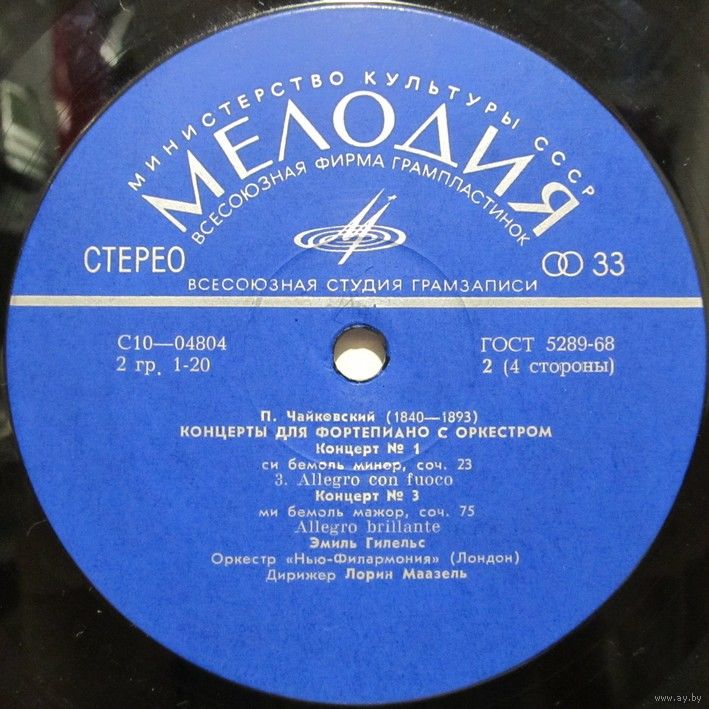 МИНИСТЕРСТВО КУЛЬТУРЫ СССР
МЕЛОДИЯ
ВСЕСОЮЗНАЯ ФИРМА ГРАМПЛАСТИНОК
СТЕРЕО
33
ВСЕСОЮЗНАЯ СТУДИЯ ГРАМЗАПИСИ
С10—04804
ГОСТ 5289-68
2 гр. 1-20
2 (4 стороны)
П. Чайковский (1840—1893)
КОНЦЕРТЫ ДЛЯ ФОРТЕПИАНО С ОРКЕСТРОМ
Концерт № 1
си бемоль минор, соч. 23
3. Allegro con fuoco
Концерт № 3
ми бемоль мажор, соч. 75
Allegro brillante
Эмиль Гилельс
Оркестр «Нью-Филармония» (Лондон)
Дирижер Лорин Маазель
www.ay.by